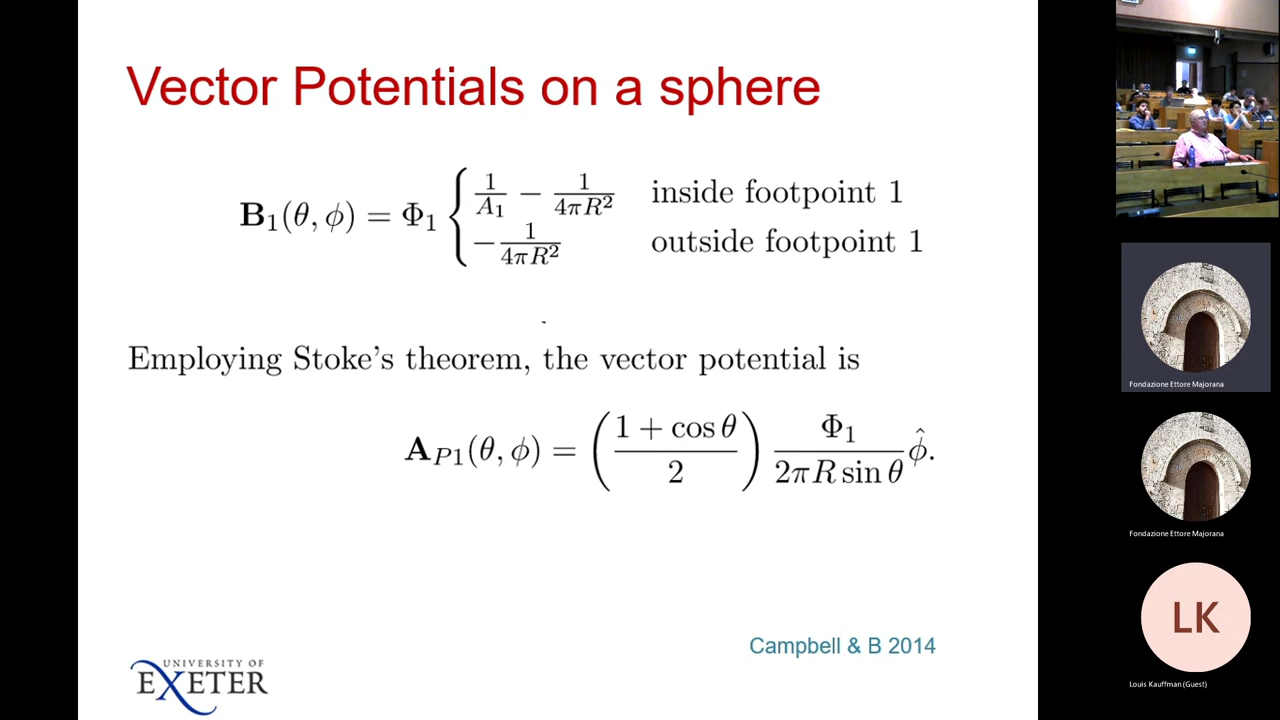 Vector Potentials on a sphere
B₁(θ, ϕ) = Φ₁ { 1/A₁ − 1/4πR² inside footpoint 1
−1/4πR² outside footpoint 1
Employing Stoke's theorem, the vector potential is
A_P1(θ, ϕ) = ((1 + cos θ)/2) Φ₁/(2πR sin θ) ϕ̂.
Campbell & B 2014
UNIVERSITY OF
EXETER
Fondazione Ettore Majorana
Fondazione Ettore Majorana
LK
Louis Kauffman (Guest)